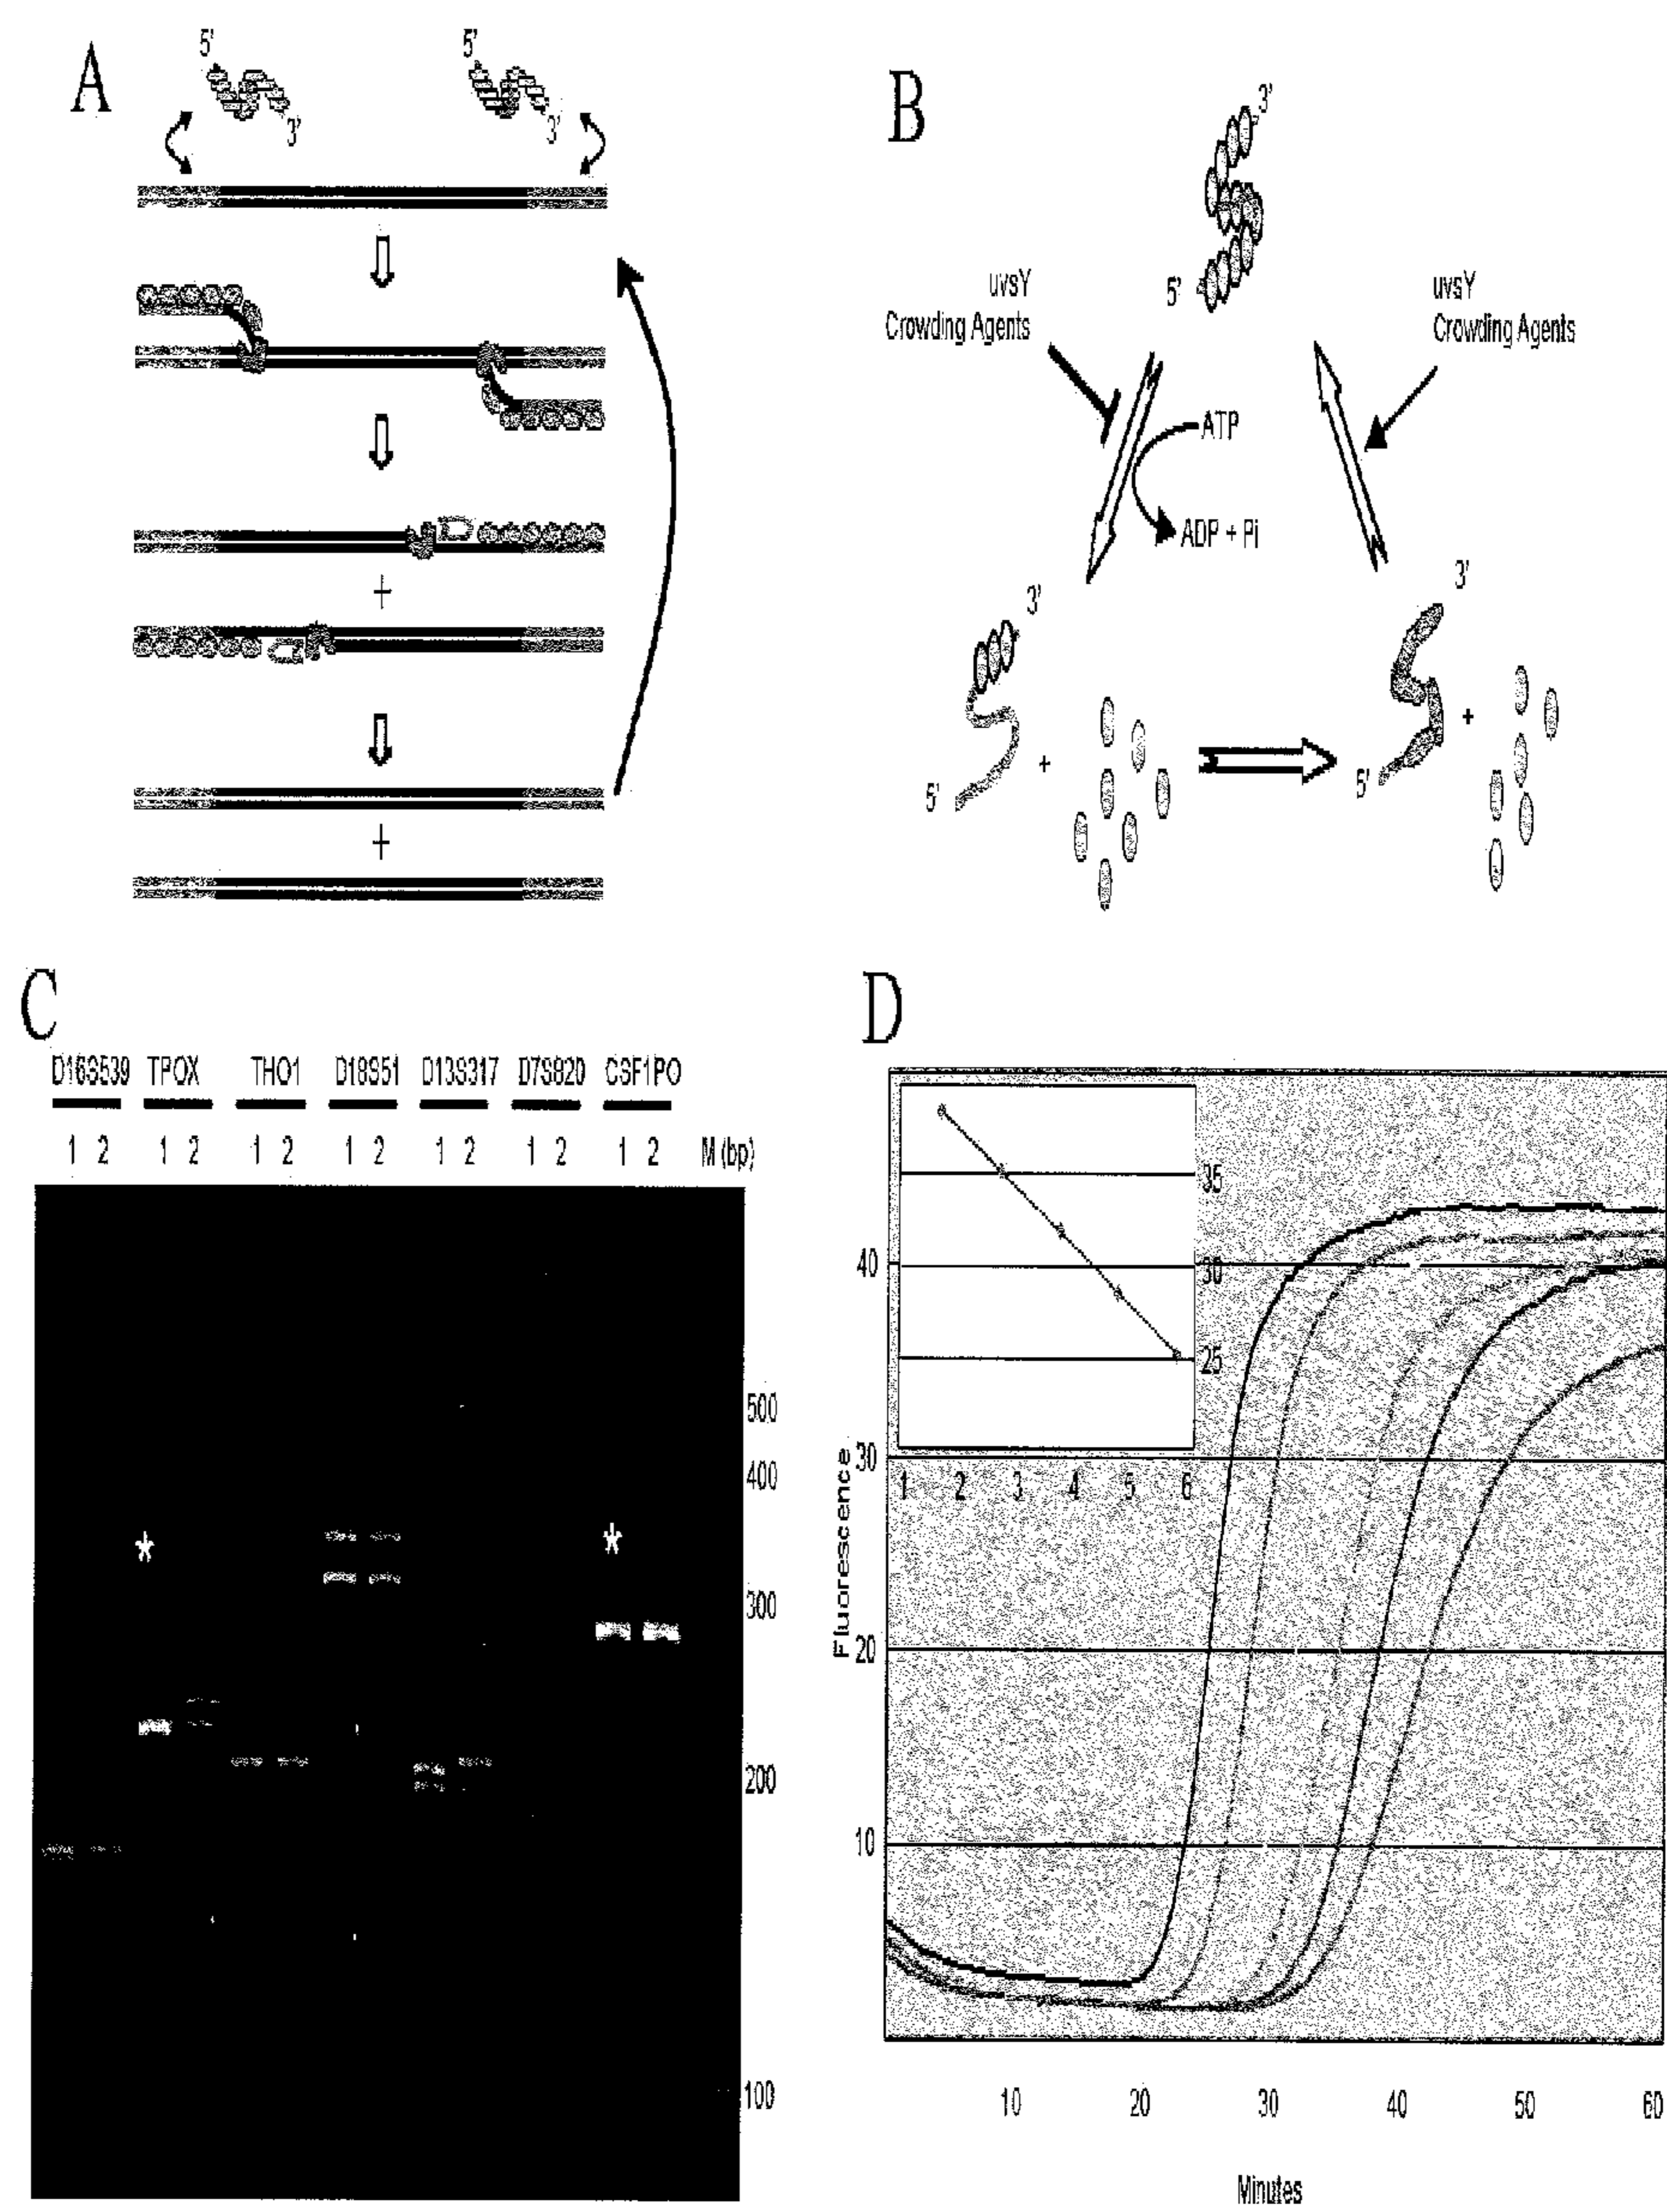 A
5'
5'
3'
3'
+
+
B
3'
5'
uvsY
Crowding Agents
uvsY
Crowding Agents
ATP
ADP + Pi
3'
3'
5'
+
5'
+
C
D16S539 TPOX THO1 D18S51 D13S317 D7S820 CSF1PO
1 2 1 2 1 2 1 2 1 2 1 2 1 2 M (bp)
500
400
*
*
300
200
100
D
35
30
25
1 2 3 4 5 6
Fluorescence
40
30
20
10
10 20 30 40 50 60
Minutes